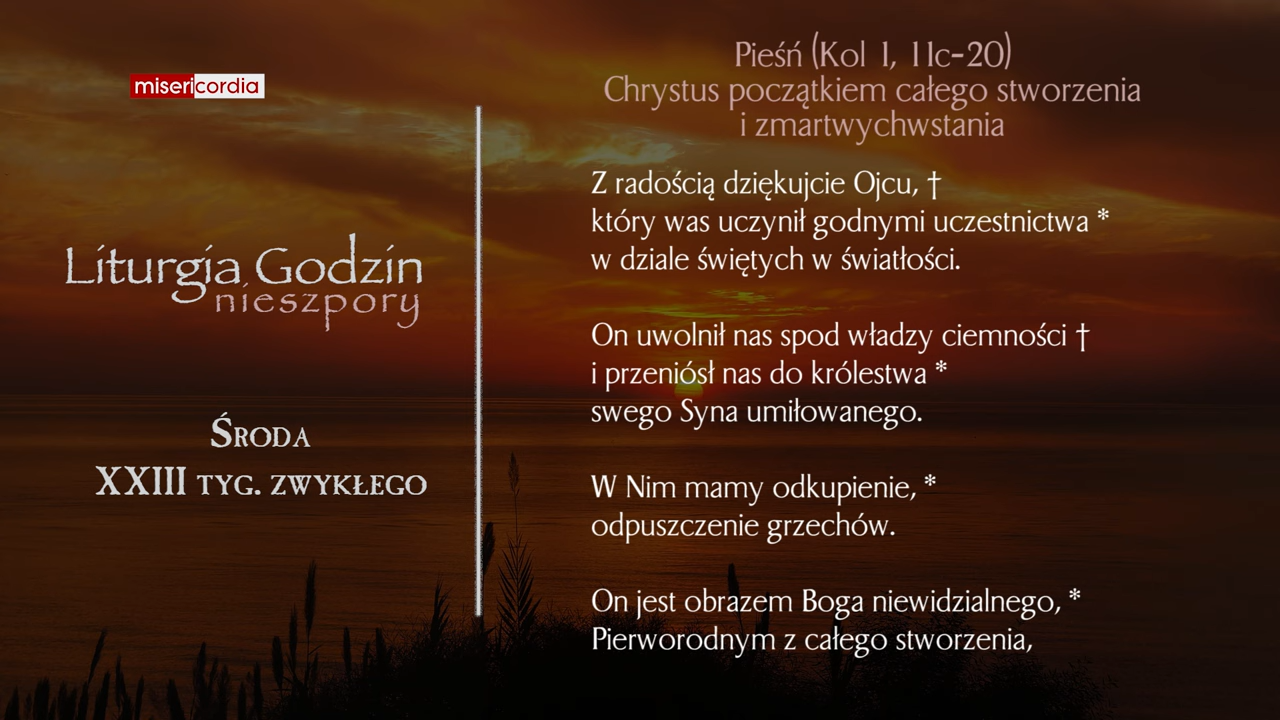 misericordia
Liturgia Godzin
nieszpory
Środa
XXIII tyg. zwykłego
Pieśń (Kol 1, 11c-20)
Chrystus początkiem całego stworzenia
i zmartwychwstania
Z radością dziękujcie Ojcu, †
który was uczynił godnymi uczestnictwa *
w dziale świętych w światłości.
On uwolnił nas spod władzy ciemności †
i przeniósł nas do królestwa *
swego Syna umiłowanego.
W Nim mamy odkupienie, *
odpuszczenie grzechów.
On jest obrazem Boga niewidzialnego, *
Pierworodnym z całego stworzenia,